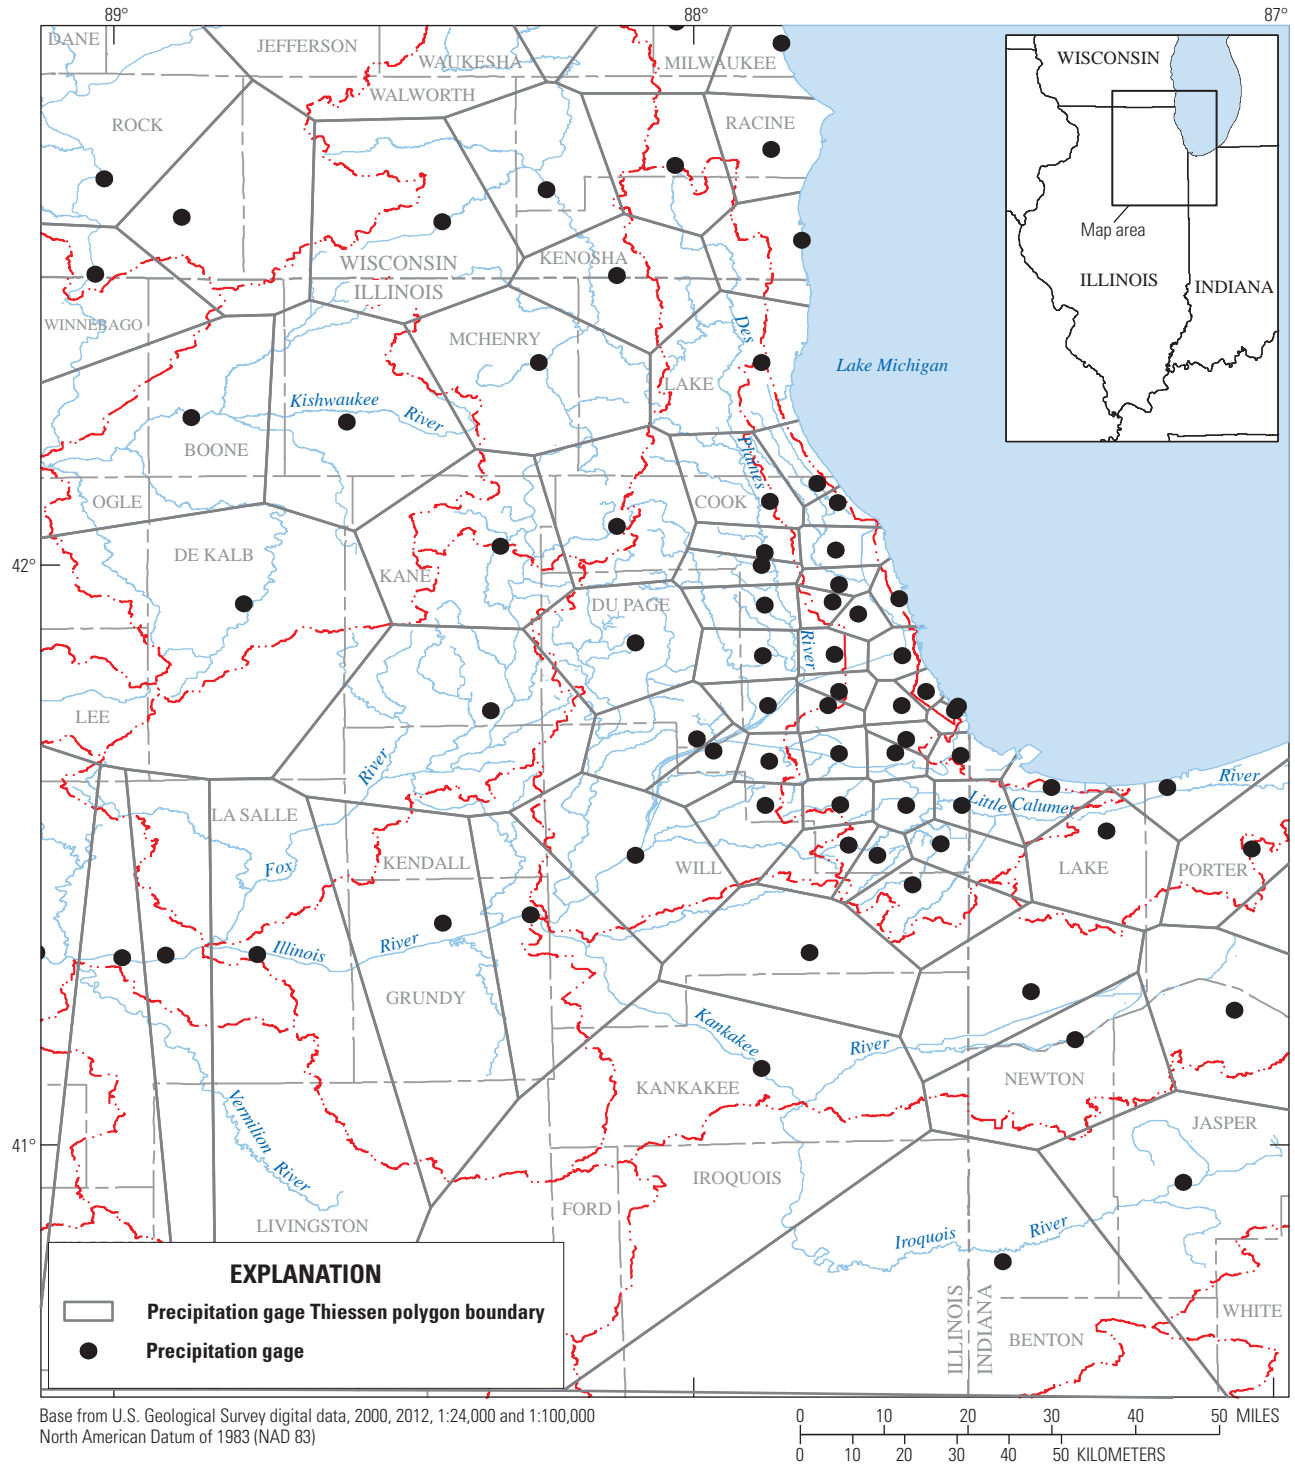 89°
88°
87°
DANE
JEFFERSON
WAUKESHA
MILWAUKEE
WALWORTH
ROCK
RACINE
WISCONSIN
ILLINOIS
INDIANA
Map area
KENOSHA
WISCONSIN
ILLINOIS
WINNEBAGO
MCHENRY
Des
Lake Michigan
LAKE
Kishwaukee
River
BOONE
Plaines
OGLE
COOK
DE KALB
42°
KANE
DU PAGE
River
LEE
River
River
LA SALLE
Little Calumet
Fox
KENDALL
WILL
LAKE
PORTER
Illinois
River
GRUNDY
Kankakee
River
KANKAKEE
NEWTON
Vermilion
River
41°
JASPER
IROQUOIS
FORD
LIVINGSTON
Iroquois
River
ILLINOIS
INDIANA
WHITE
BENTON
EXPLANATION
Precipitation gage Thiessen polygon boundary
Precipitation gage
Base from U.S. Geological Survey digital data, 2000, 2012, 1:24,000 and 1:100,000
North American Datum of 1983 (NAD 83)
0 10 20 30 40 50 MILES
0 10 20 30 40 50 KILOMETERS